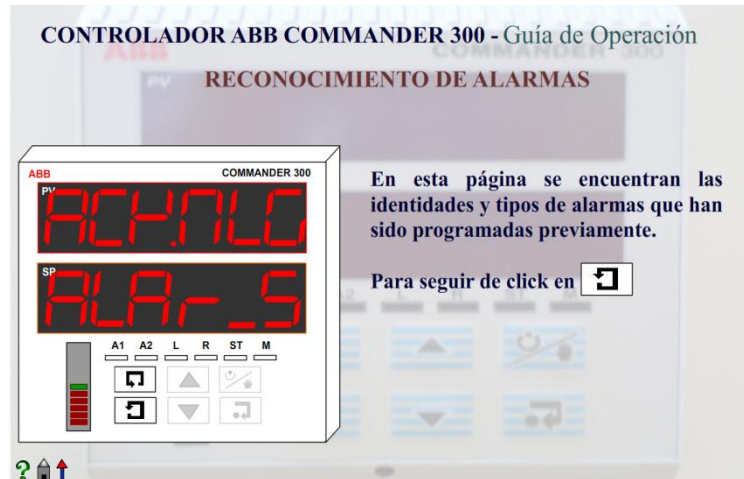 CONTROLADOR ABB COMMANDER 300 - Guía de Operación
RECONOCIMIENTO DE ALARMAS
ABB COMMANDER 300
PV
ACK.
SP
ALAr_S
A1 A2 L R ST M
En esta página se encuentran las
identidades y tipos de alarmas que han
sido programadas previamente.
Para seguir de click en
?